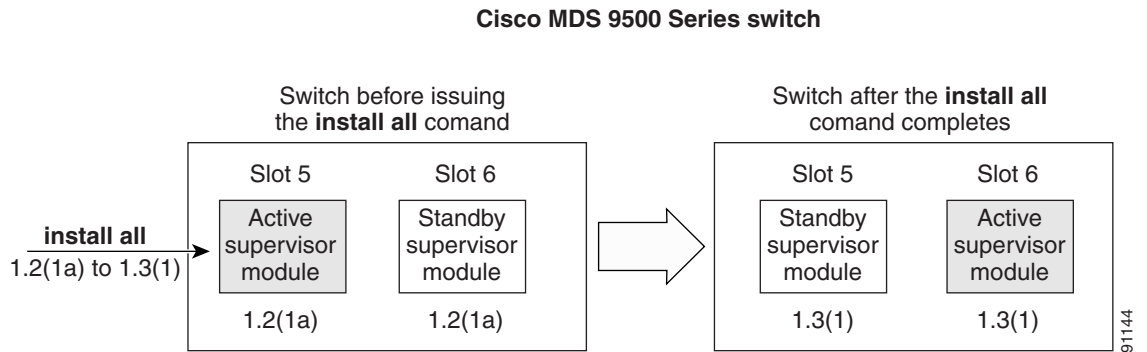 Cisco MDS 9500 Series switch
Switch before issuing
the install all comand
Switch after the install all
comand completes
Slot 5
Slot 6
Slot 5
Slot 6
install all
1.2(1a) to 1.3(1)
Active
supervisor
module
Standby
supervisor
module
Standby
supervisor
module
Active
supervisor
module
1.2(1a)
1.2(1a)
1.3(1)
1.3(1)
91144